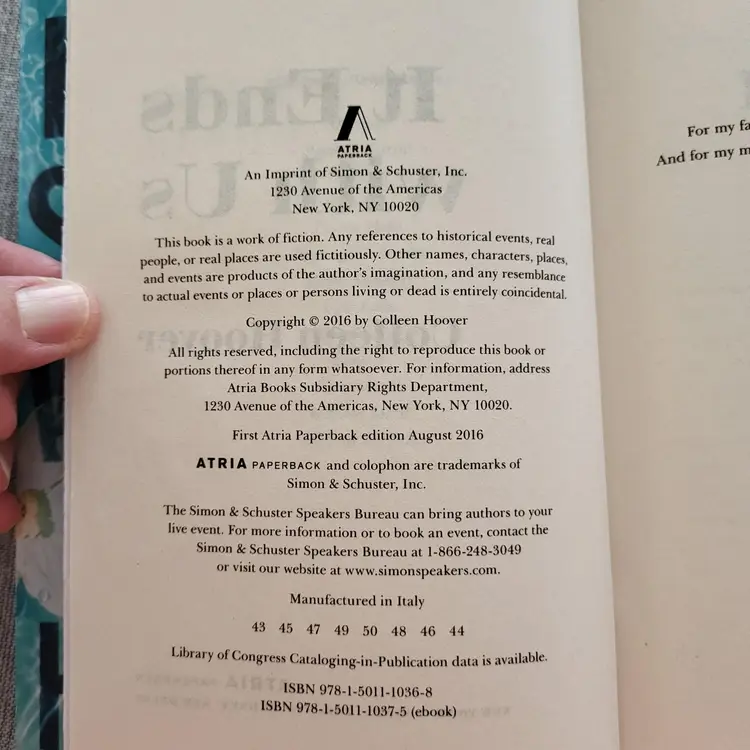 ATRIA
PAPERBACK
An Imprint of Simon & Schuster, Inc.
1230 Avenue of the Americas
New York, NY 10020
This book is a work of fiction. Any references to historical events, real
people, or real places are used fictitiously. Other names, characters, places,
and events are products of the author's imagination, and any resemblance
to actual events or places or persons living or dead is entirely coincidental.
Copyright © 2016 by Colleen Hoover
All rights reserved, including the right to reproduce this book or
portions thereof in any form whatsoever. For information, address
Atria Books Subsidiary Rights Department,
1230 Avenue of the Americas, New York, NY 10020.
First Atria Paperback edition August 2016
ATRIA PAPERBACK and colophon are trademarks of
Simon & Schuster, Inc.
The Simon & Schuster Speakers Bureau can bring authors to your
live event. For more information or to book an event, contact the
Simon & Schuster Speakers Bureau at 1-866-248-3049
or visit our website at www.simonspeakers.com.
Manufactured in Italy
43 45 47 49 50 48 46 44
Library of Congress Cataloging-in-Publication data is available.
ISBN 978-1-5011-1036-8
ISBN 978-1-5011-1037-5 (ebook)
For my fa
And for my m